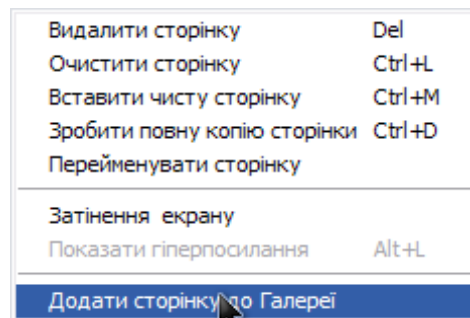 Видалити сторінку Del
Очистити сторінку Ctrl+L
Вставити чисту сторінку Ctrl+M
Зробити повну копію сторінки Ctrl+D
Перейменувати сторінку
Затінення екрану
Показати гіперпосилання Alt+L
Додати сторінку до Галереї